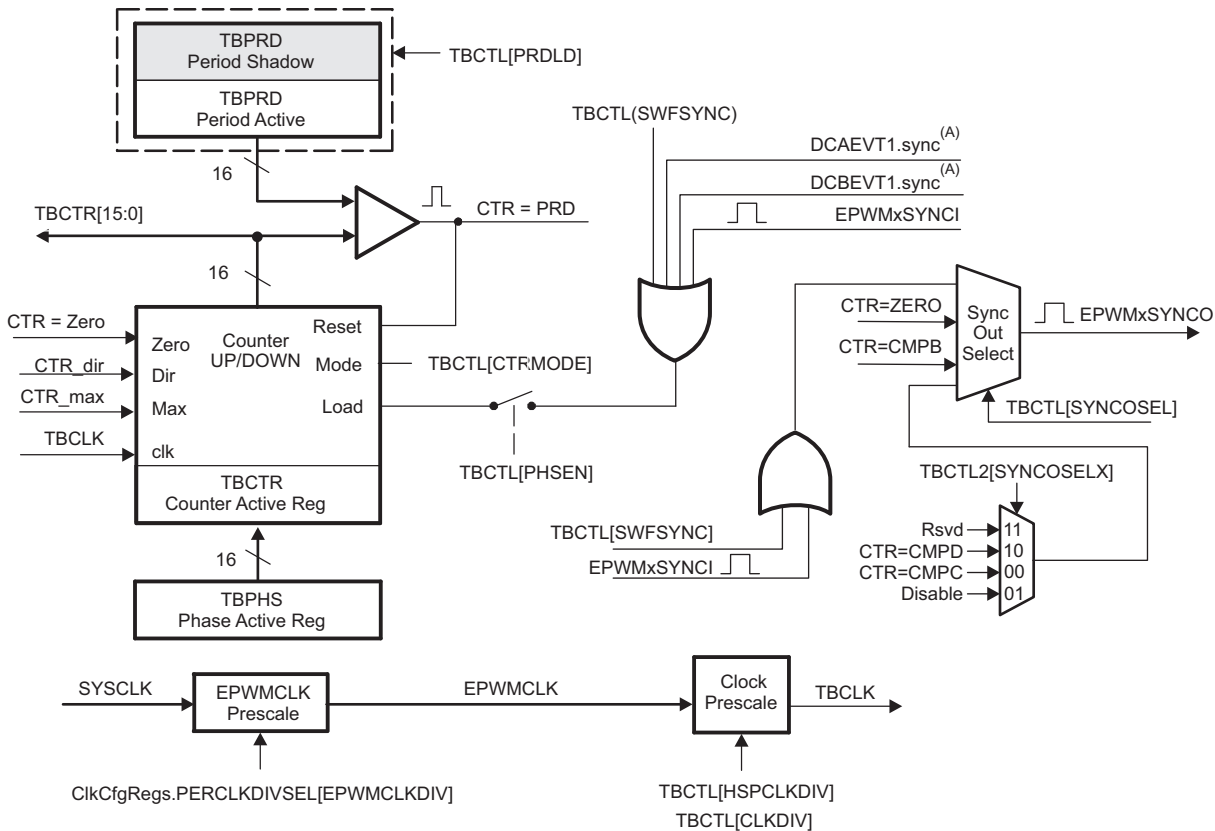 TBPRD
Period Shadow
TBPRD
Period Active
TBCTL[PRDLD]
16
TBCTR[15:0]
CTR = PRD
16
TBCTL(SWFSYNC)
DCAEVT1.sync(A)
DCBEVT1.sync(A)
EPWMxSYNCI
CTR = Zero
CTR_dir
CTR_max
TBCLK
Zero
Dir
Max
clk
Counter
UP/DOWN
Reset
Mode
Load
TBCTR
Counter Active Reg
TBCTL[CTRMODE]
TBCTL[PHSEN]
16
TBPHS
Phase Active Reg
CTR=ZERO
CTR=CMPB
Sync
Out
Select
EPWMxSYNCO
TBCTL[SYNCOSEL]
TBCTL[SWFSYNC]
EPWMxSYNCI
TBCTL2[SYNCOSELX]
Rsvd 11
CTR=CMPD 10
CTR=CMPC 00
Disable 01
SYSCLK
EPWMCLK
Prescale
EPWMCLK
Clock
Prescale
TBCLK
ClkCfgRegs.PERCLKDIVSEL[EPWMCLKDIV]
TBCTL[HSPCLKDIV]
TBCTL[CLKDIV]